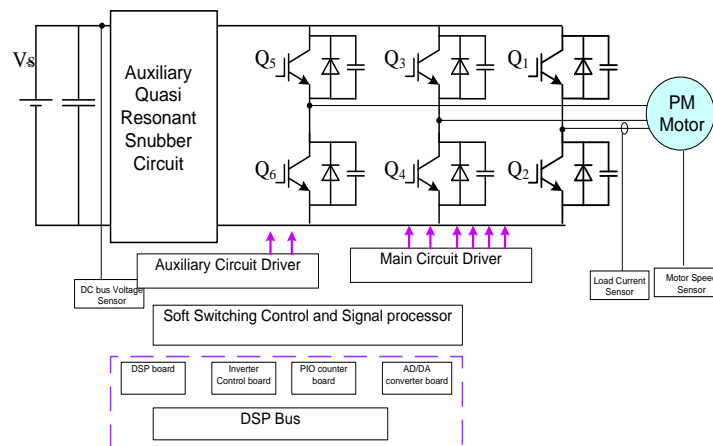 Vs
Auxiliary
Quasi
Resonant
Snubber
Circuit
Q5
Q3
Q1
Q6
Q4
Q2
PM
Motor
Auxiliary Circuit Driver
Main Circuit Driver
DC bus Voltage
Sensor
Load Current
Sensor
Motor Speed
Sensor
Soft Switching Control and Signal processor
DSP board
Inverter
Control board
PIO counter
board
AD/DA
converter board
DSP Bus